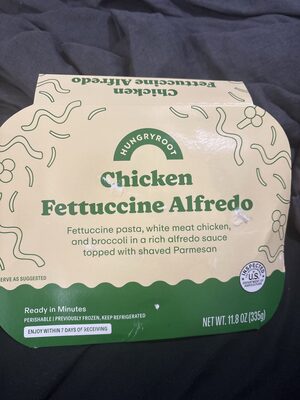 Chicken
Fettuccine Alfredo
HUNGRYROOT
Chicken
Fettuccine Alfredo
Fettuccine pasta, white meat chicken,
and broccoli in a rich alfredo sauce
topped with shaved Parmesan
SERVE AS SUGGESTED
INSPECTED
U.S.
Ready in Minutes
PERISHABLE | PREVIOUSLY FROZEN, KEEP REFRIGERATED
ENJOY WITHIN 7 DAYS OF RECEIVING
NET WT. 11.8 OZ (335g)